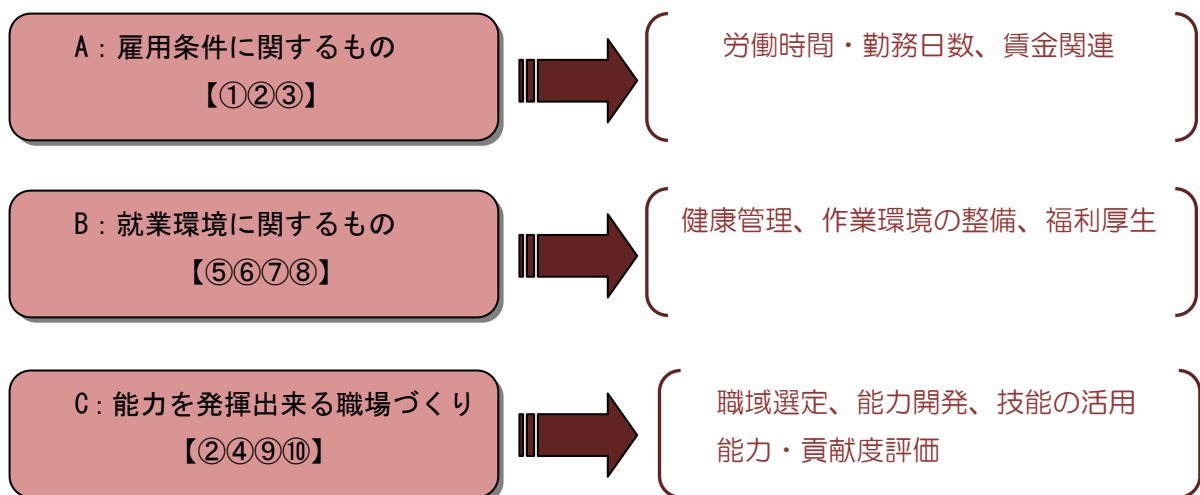 A：雇用条件に関するもの
【①②③】
労働時間・勤務日数、賃金関連
B：就業環境に関するもの
【⑤⑥⑦⑧】
健康管理、作業環境の整備、福利厚生
C：能力を発揮出来る職場づくり
【②④⑨⑩】
職域選定、能力開発、技能の活用
能力・貢献度評価